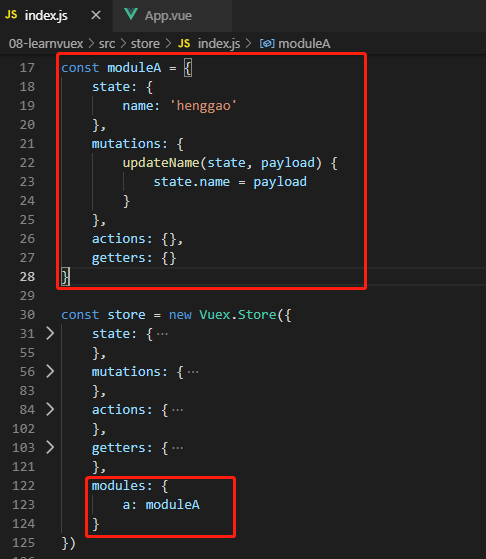 JS index.js × App.vue
08-learnvuex > src > store > JS index.js > moduleA
17 const moduleA = {
18     state: {
19         name: 'henggao'
20     },
21     mutations: {
22         updateName(state, payload) {
23             state.name = payload
24         }
25     },
26     actions: {},
27     getters: {}
28 }
29
30 const store = new Vuex.Store({
31     state: {···
55     },
56     mutations: {···
83     },
84     actions: {···
102     },
103     getters: {···
121     },
122     modules: {
123         a: moduleA
124     }
125 })